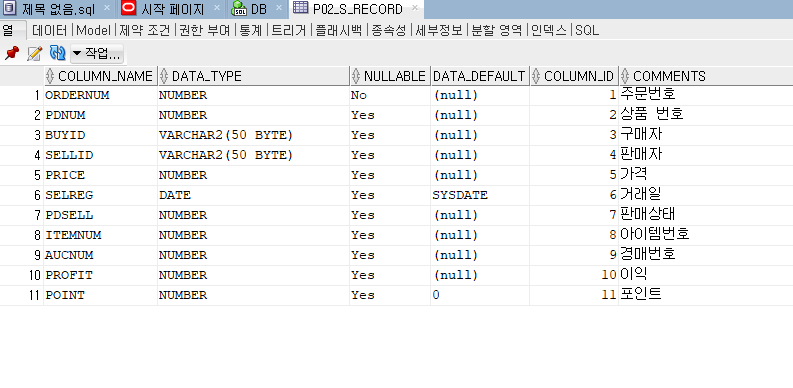 제목 없음.sql 시작 페이지 DB P02_S_RECORD
열 데이터 Model 제약 조건 권한 부여 통계 트리거 플래시백 종속성 세부정보 분할 영역 인덱스 SQL
작업...
COLUMN_NAME DATA_TYPE NULLABLE DATA_DEFAULT COLUMN_ID COMMENTS
1 ORDERNUM NUMBER No (null) 1 주문번호
2 PDNUM NUMBER Yes (null) 2 상품 번호
3 BUYID VARCHAR2(50 BYTE) Yes (null) 3 구매자
4 SELLID VARCHAR2(50 BYTE) Yes (null) 4 판매자
5 PRICE NUMBER Yes (null) 5 가격
6 SELREG DATE Yes SYSDATE 6 거래일
7 PDSELL NUMBER Yes (null) 7 판매상태
8 ITEMNUM NUMBER Yes (null) 8 아이템번호
9 AUCNUM NUMBER Yes (null) 9 경매번호
10 PROFIT NUMBER Yes (null) 10 이익
11 POINT NUMBER Yes 0 11 포인트